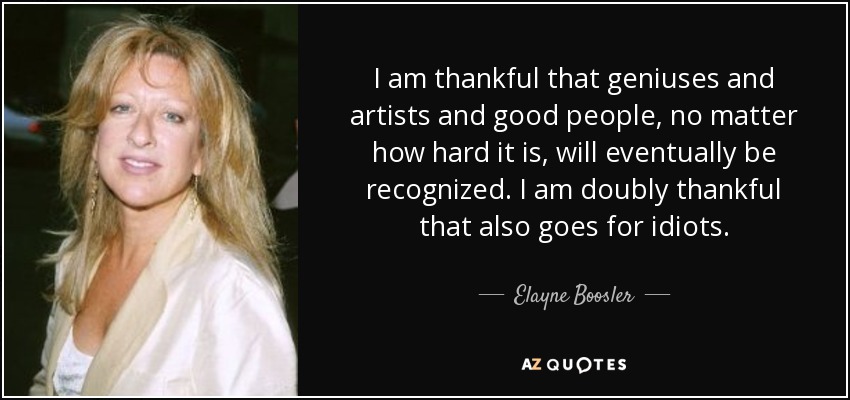 I am thankful that geniuses and
artists and good people, no matter
how hard it is, will eventually be
recognized. I am doubly thankful
that also goes for idiots.
Elayne Boosler
AZ QUOTES